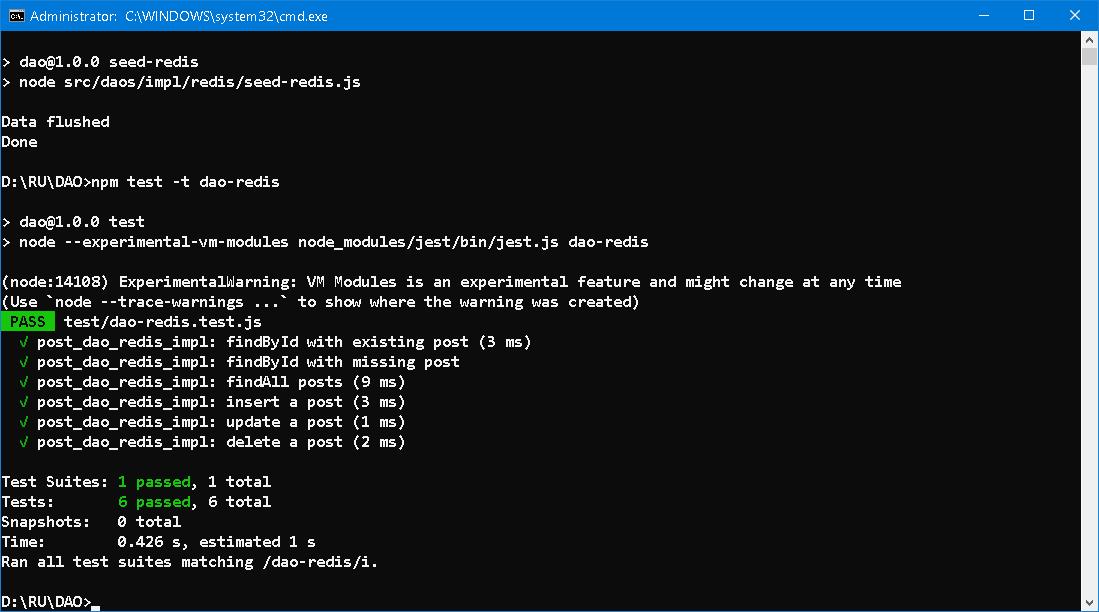 Administrator: C:\WINDOWS\system32\cmd.exe
> dao@1.0.0 seed-redis
> node src/daos/impl/redis/seed-redis.js
Data flushed
Done
D:\RU\DAO>npm test -t dao-redis
> dao@1.0.0 test
> node --experimental-vm-modules node_modules/jest/bin/jest.js dao-redis
(node:14108) ExperimentalWarning: VM Modules is an experimental feature and might change at any time
(Use `node --trace-warnings ...` to show where the warning was created)
PASS test/dao-redis.test.js
√ post_dao_redis_impl: findById with existing post (3 ms)
√ post_dao_redis_impl: findById with missing post
√ post_dao_redis_impl: findAll posts (9 ms)
√ post_dao_redis_impl: insert a post (3 ms)
√ post_dao_redis_impl: update a post (1 ms)
√ post_dao_redis_impl: delete a post (2 ms)
Test Suites: 1 passed, 1 total
Tests: 6 passed, 6 total
Snapshots: 0 total
Time: 0.426 s, estimated 1 s
Ran all test suites matching /dao-redis/i.
D:\RU\DAO>